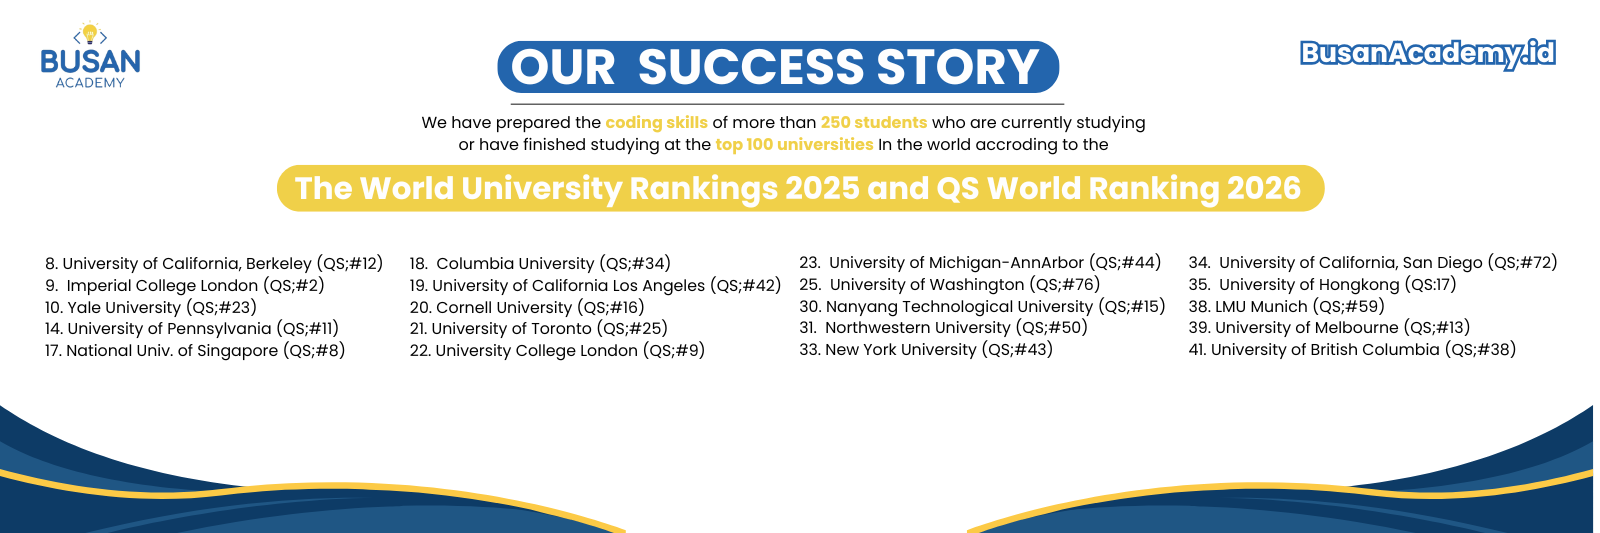 BUSAN
ACADEMY
OUR SUCCESS STORY
BusanAcademy.id
We have prepared the coding skills of more than 250 students who are currently studying
or have finished studying at the top 100 universities In the world accroding to the
The World University Rankings 2025 and QS World Ranking 2026
8. University of California, Berkeley (QS;#12)
9. Imperial College London (QS;#2)
10. Yale University (QS;#23)
14. University of Pennsylvania (QS;#11)
17. National Univ. of Singapore (QS;#8)
18. Columbia University (QS;#34)
19. University of California Los Angeles (QS;#42)
20. Cornell University (QS;#16)
21. University of Toronto (QS;#25)
22. University College London (QS;#9)
23. University of Michigan-AnnArbor (QS;#44)
25. University of Washington (QS;#76)
30. Nanyang Technological University (QS;#15)
31. Northwestern University (QS;#50)
33. New York University (QS;#43)
34. University of California, San Diego (QS;#72)
35. University of Hongkong (QS:17)
38. LMU Munich (QS;#59)
39. University of Melbourne (QS;#13)
41. University of British Columbia (QS;#38)